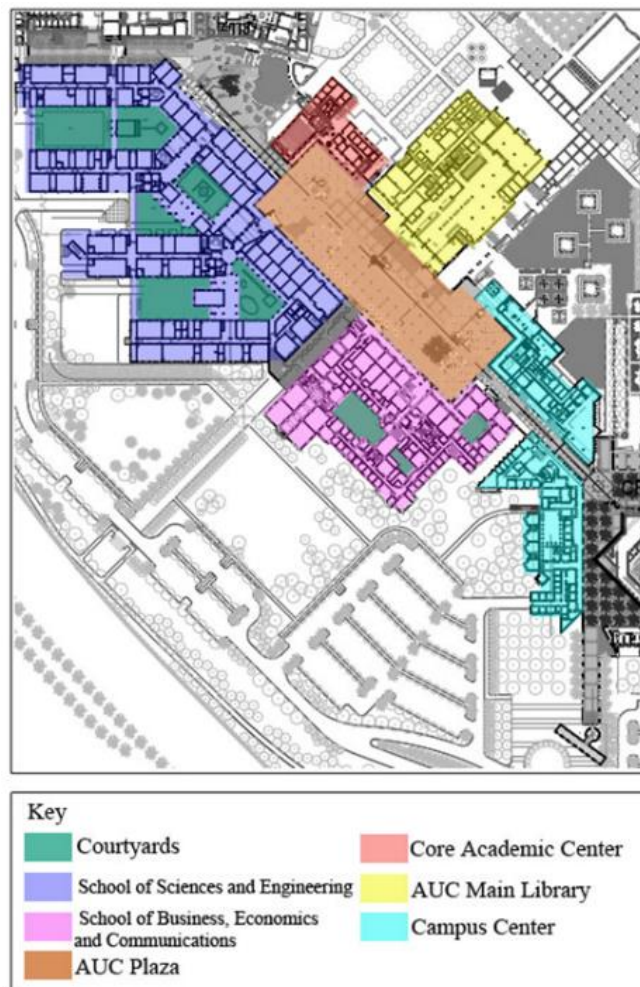 Key
Courtyards
School of Sciences and Engineering
School of Business, Economics
and Communications
AUC Plaza
Core Academic Center
AUC Main Library
Campus Center